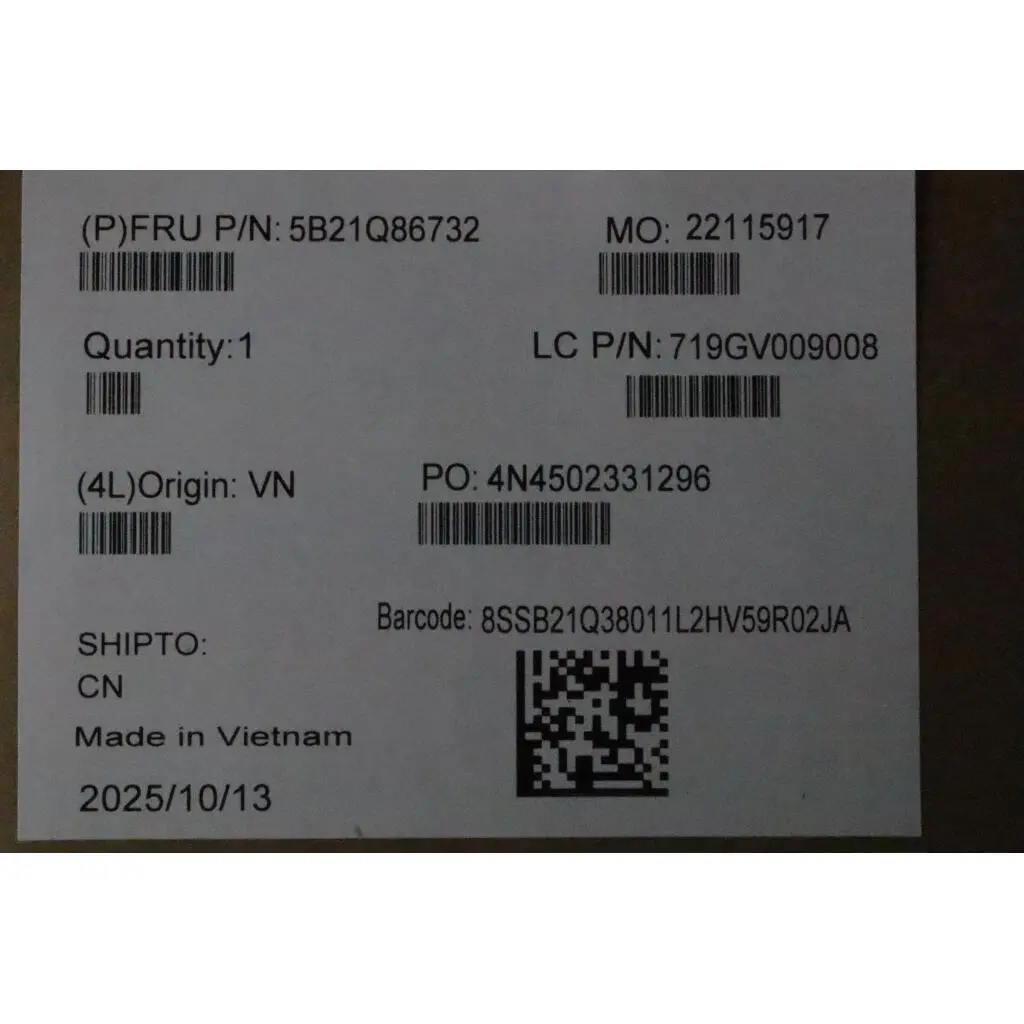 (P)FRU P/N: 5B21Q86732
MO: 22115917
Quantity:1
LC P/N: 719GV009008
(4L)Origin: VN
PO: 4N4502331296
Barcode: 8SSB21Q38011L2HV59R02JA
SHIPTO:
CN
Made in Vietnam
2025/10/13